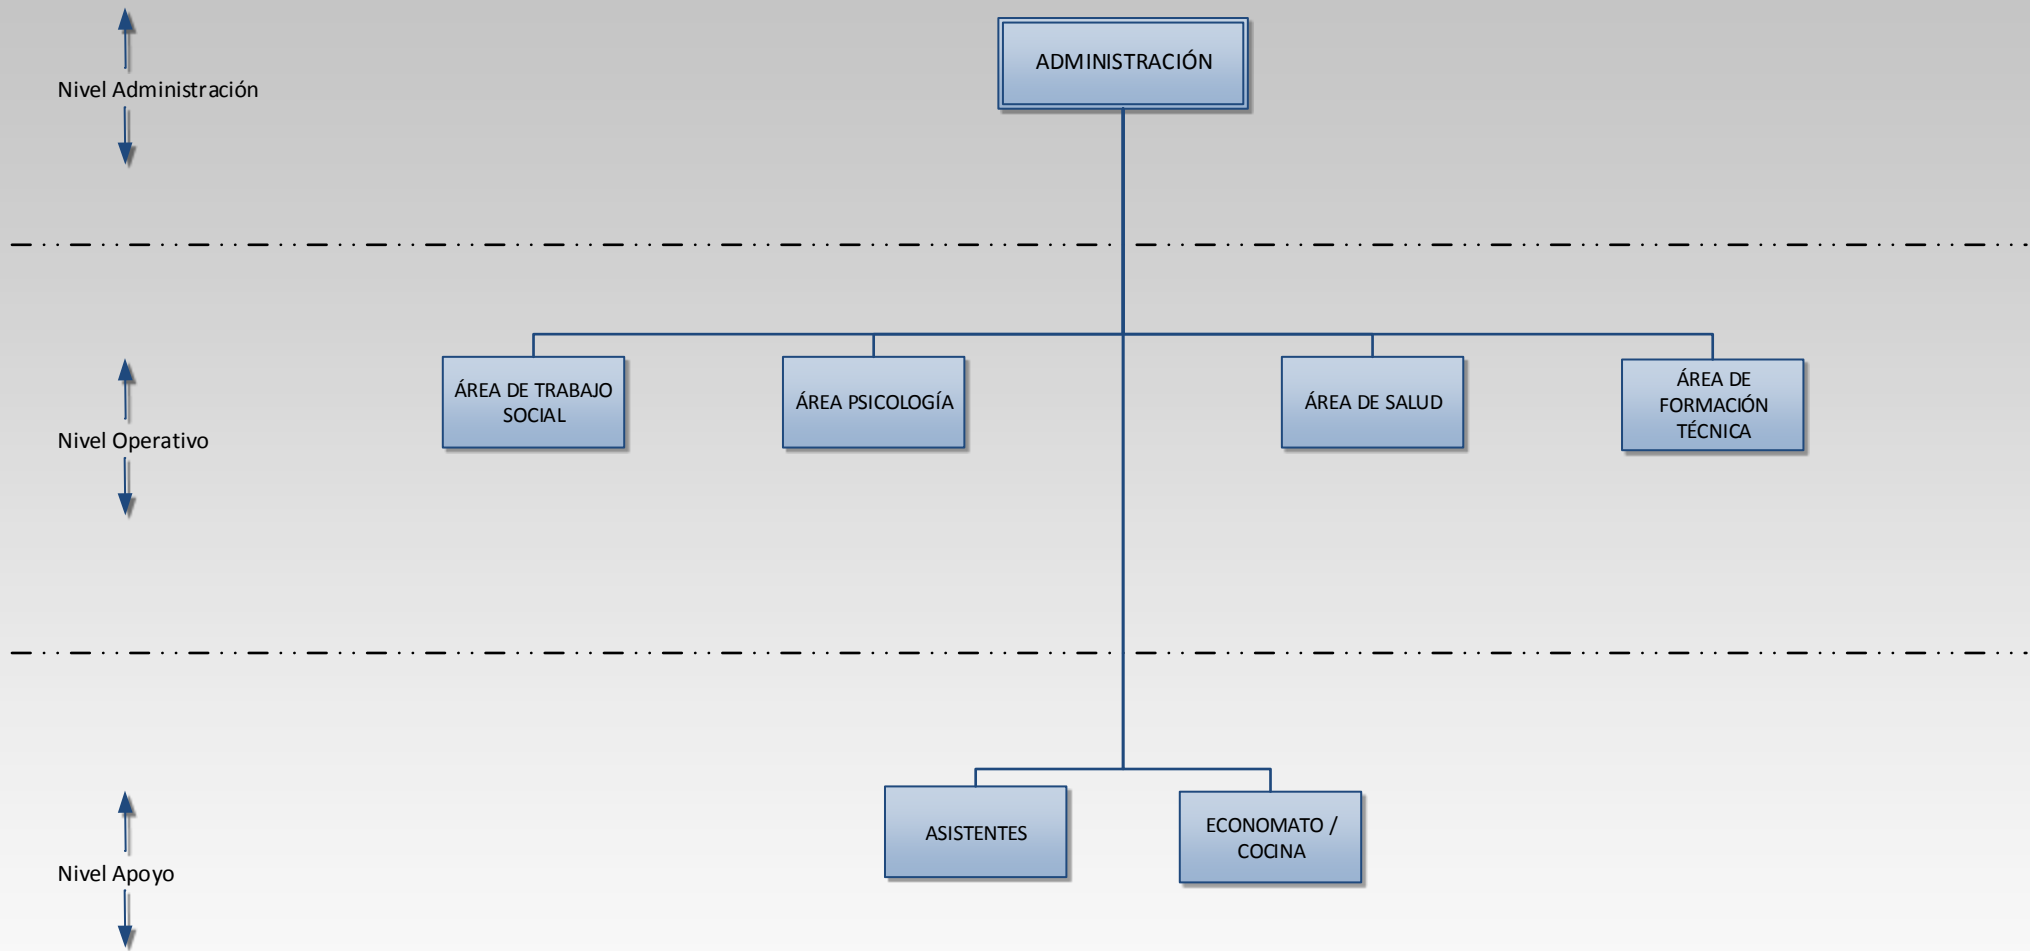 ADMINISTRACIÓN
Nivel Administración
ÁREA DE TRABAJO
SOCIAL
ÁREA PSICOLOGÍA
ÁREA DE SALUD
ÁREA DE
FORMACIÓN
TÉCNICA
Nivel Operativo
ASISTENTES
ECONOMATO /
COCINA
Nivel Apoyo